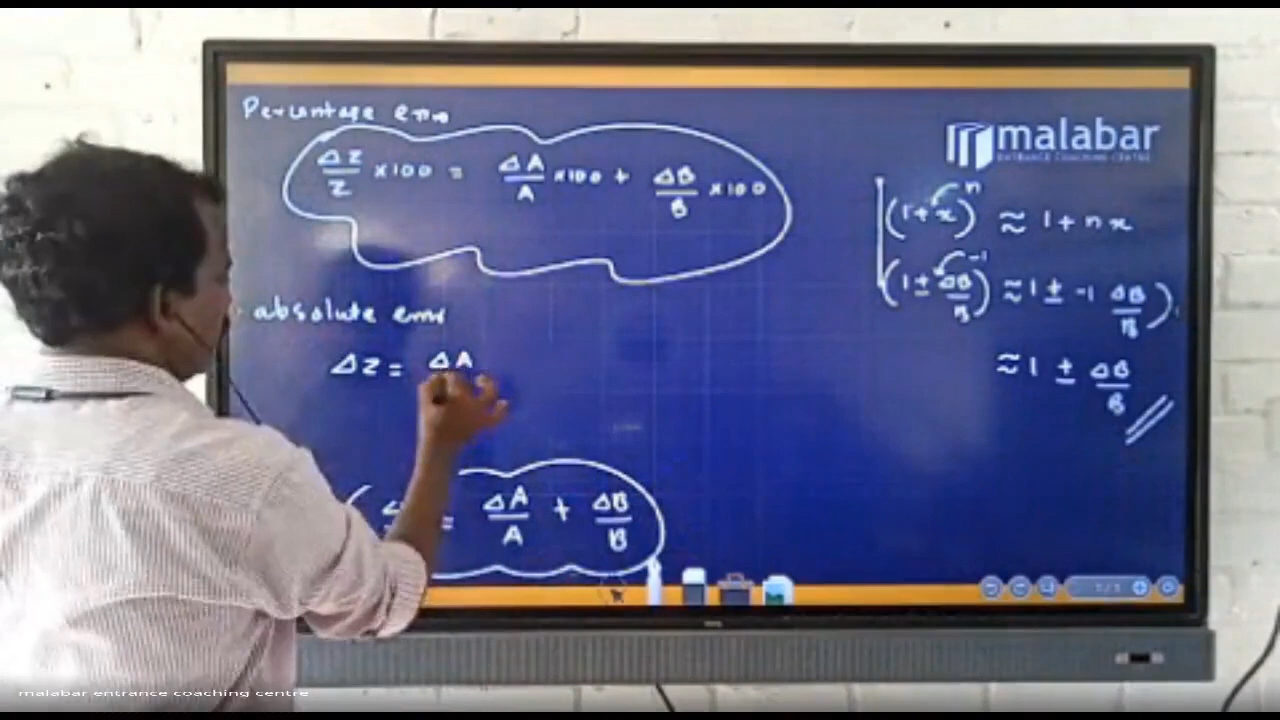 Percentage error
ΔZ/Z ×100 = ΔA/A ×100 + ΔB/B ×100
absolute error
ΔZ = ΔA
= ΔA/A + ΔB/B
malabar
ENTRANCE COACHING CENTRE
(1+x)^n ≈ 1+nx
(1 ± ΔB/B)^-1 ≈ 1 ± -1 ΔB/B)
≈ 1 ± ΔB/B
malabar entrance coaching centre